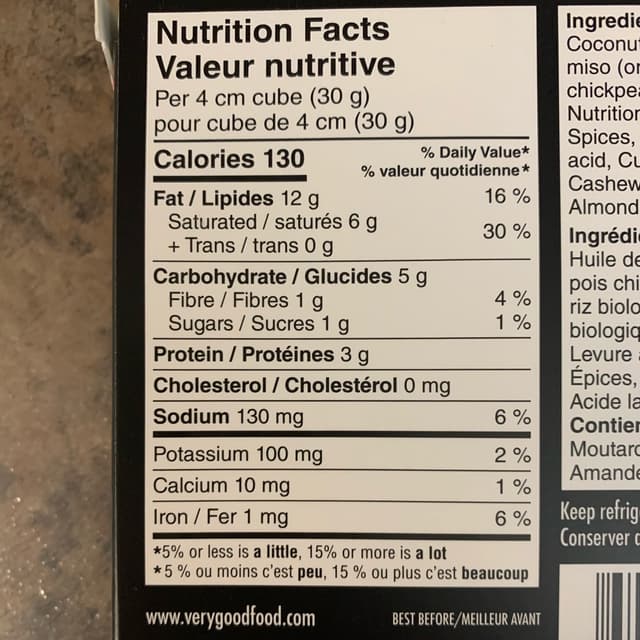 Nutrition Facts
Valeur nutritive
Per 4 cm cube (30 g)
pour cube de 4 cm (30 g)
Calories 130
% Daily Value*
% valeur quotidienne*
Fat / Lipides 12 g 16 %
Saturated / saturés 6 g
+ Trans / trans 0 g
30 %
Carbohydrate / Glucides 5 g
Fibre / Fibres 1 g 4 %
Sugars / Sucres 1 g 1 %
Protein / Protéines 3 g
Cholesterol / Cholestérol 0 mg
Sodium 130 mg 6 %
Potassium 100 mg 2 %
Calcium 10 mg 1 %
Iron / Fer 1 mg 6 %
*5% or less is a little, 15% or more is a lot
*5 % ou moins c'est peu, 15 % ou plus c'est beaucoup
www.verygoodfood.com
BEST BEFORE/MEILLEUR AVANT
Ingredie
Coconu
miso (or
chickpea
Nutrition
Spices,
acid, Cu
Cashew
Almond
Ingrédi
Huile de
pois chi
riz biolo
biologiq
Levure
Épices,
Acide la
Contien
Moutard
Amande
Keep refrig
Conserver